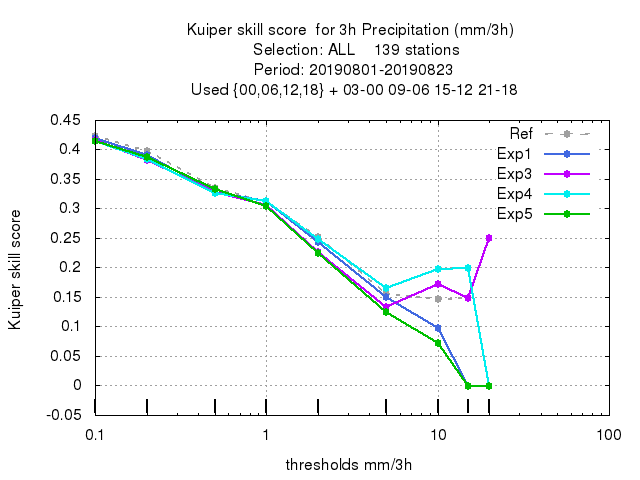 Kuiper skill score  for 3h Precipitation (mm/3h)
Selection: ALL    139 stations
Period: 20190801-20190823
Used {00,06,12,18} + 03-00 09-06 15-12 21-18
Ref
Exp1
Exp3
Exp4
Exp5
Kuiper skill score
0.45
0.4
0.35
0.3
0.25
0.2
0.15
0.1
0.05
0
-0.05
0.1 1 10 100
thresholds mm/3h